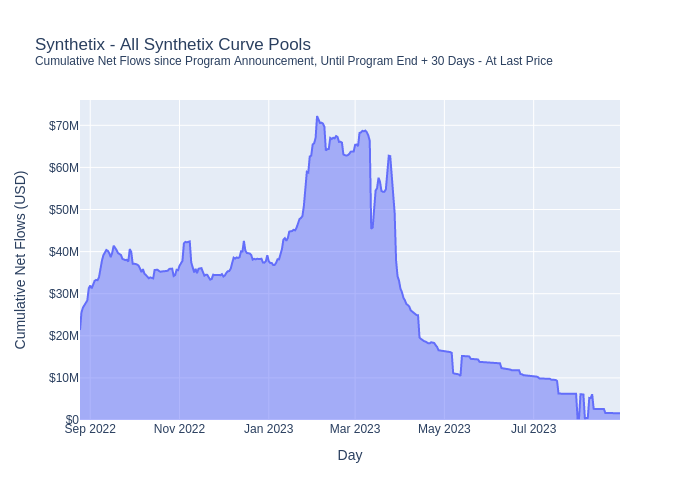 Synthetix - All Synthetix Curve Pools
Cumulative Net Flows since Program Announcement, Until Program End + 30 Days - At Last Price
Cumulative Net Flows (USD)
$70M
$60M
$50M
$40M
$30M
$20M
$10M
$0
Sep 2022
Nov 2022
Jan 2023
Mar 2023
May 2023
Jul 2023
Day